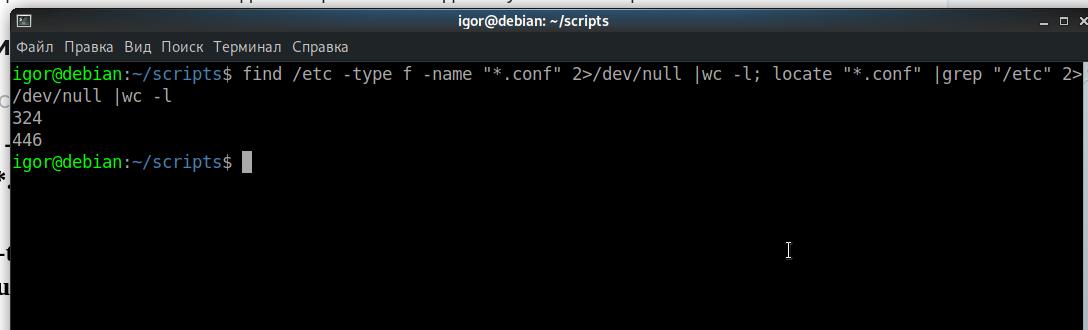 igor@debian: ~/scripts
Файл Правка Вид Поиск Терминал Справка
igor@debian:~/scripts$ find /etc -type f -name "*.conf" 2>/dev/null |wc -l; locate "*.conf" |grep "/etc" 2>
/dev/null |wc -l
324
446
igor@debian:~/scripts$